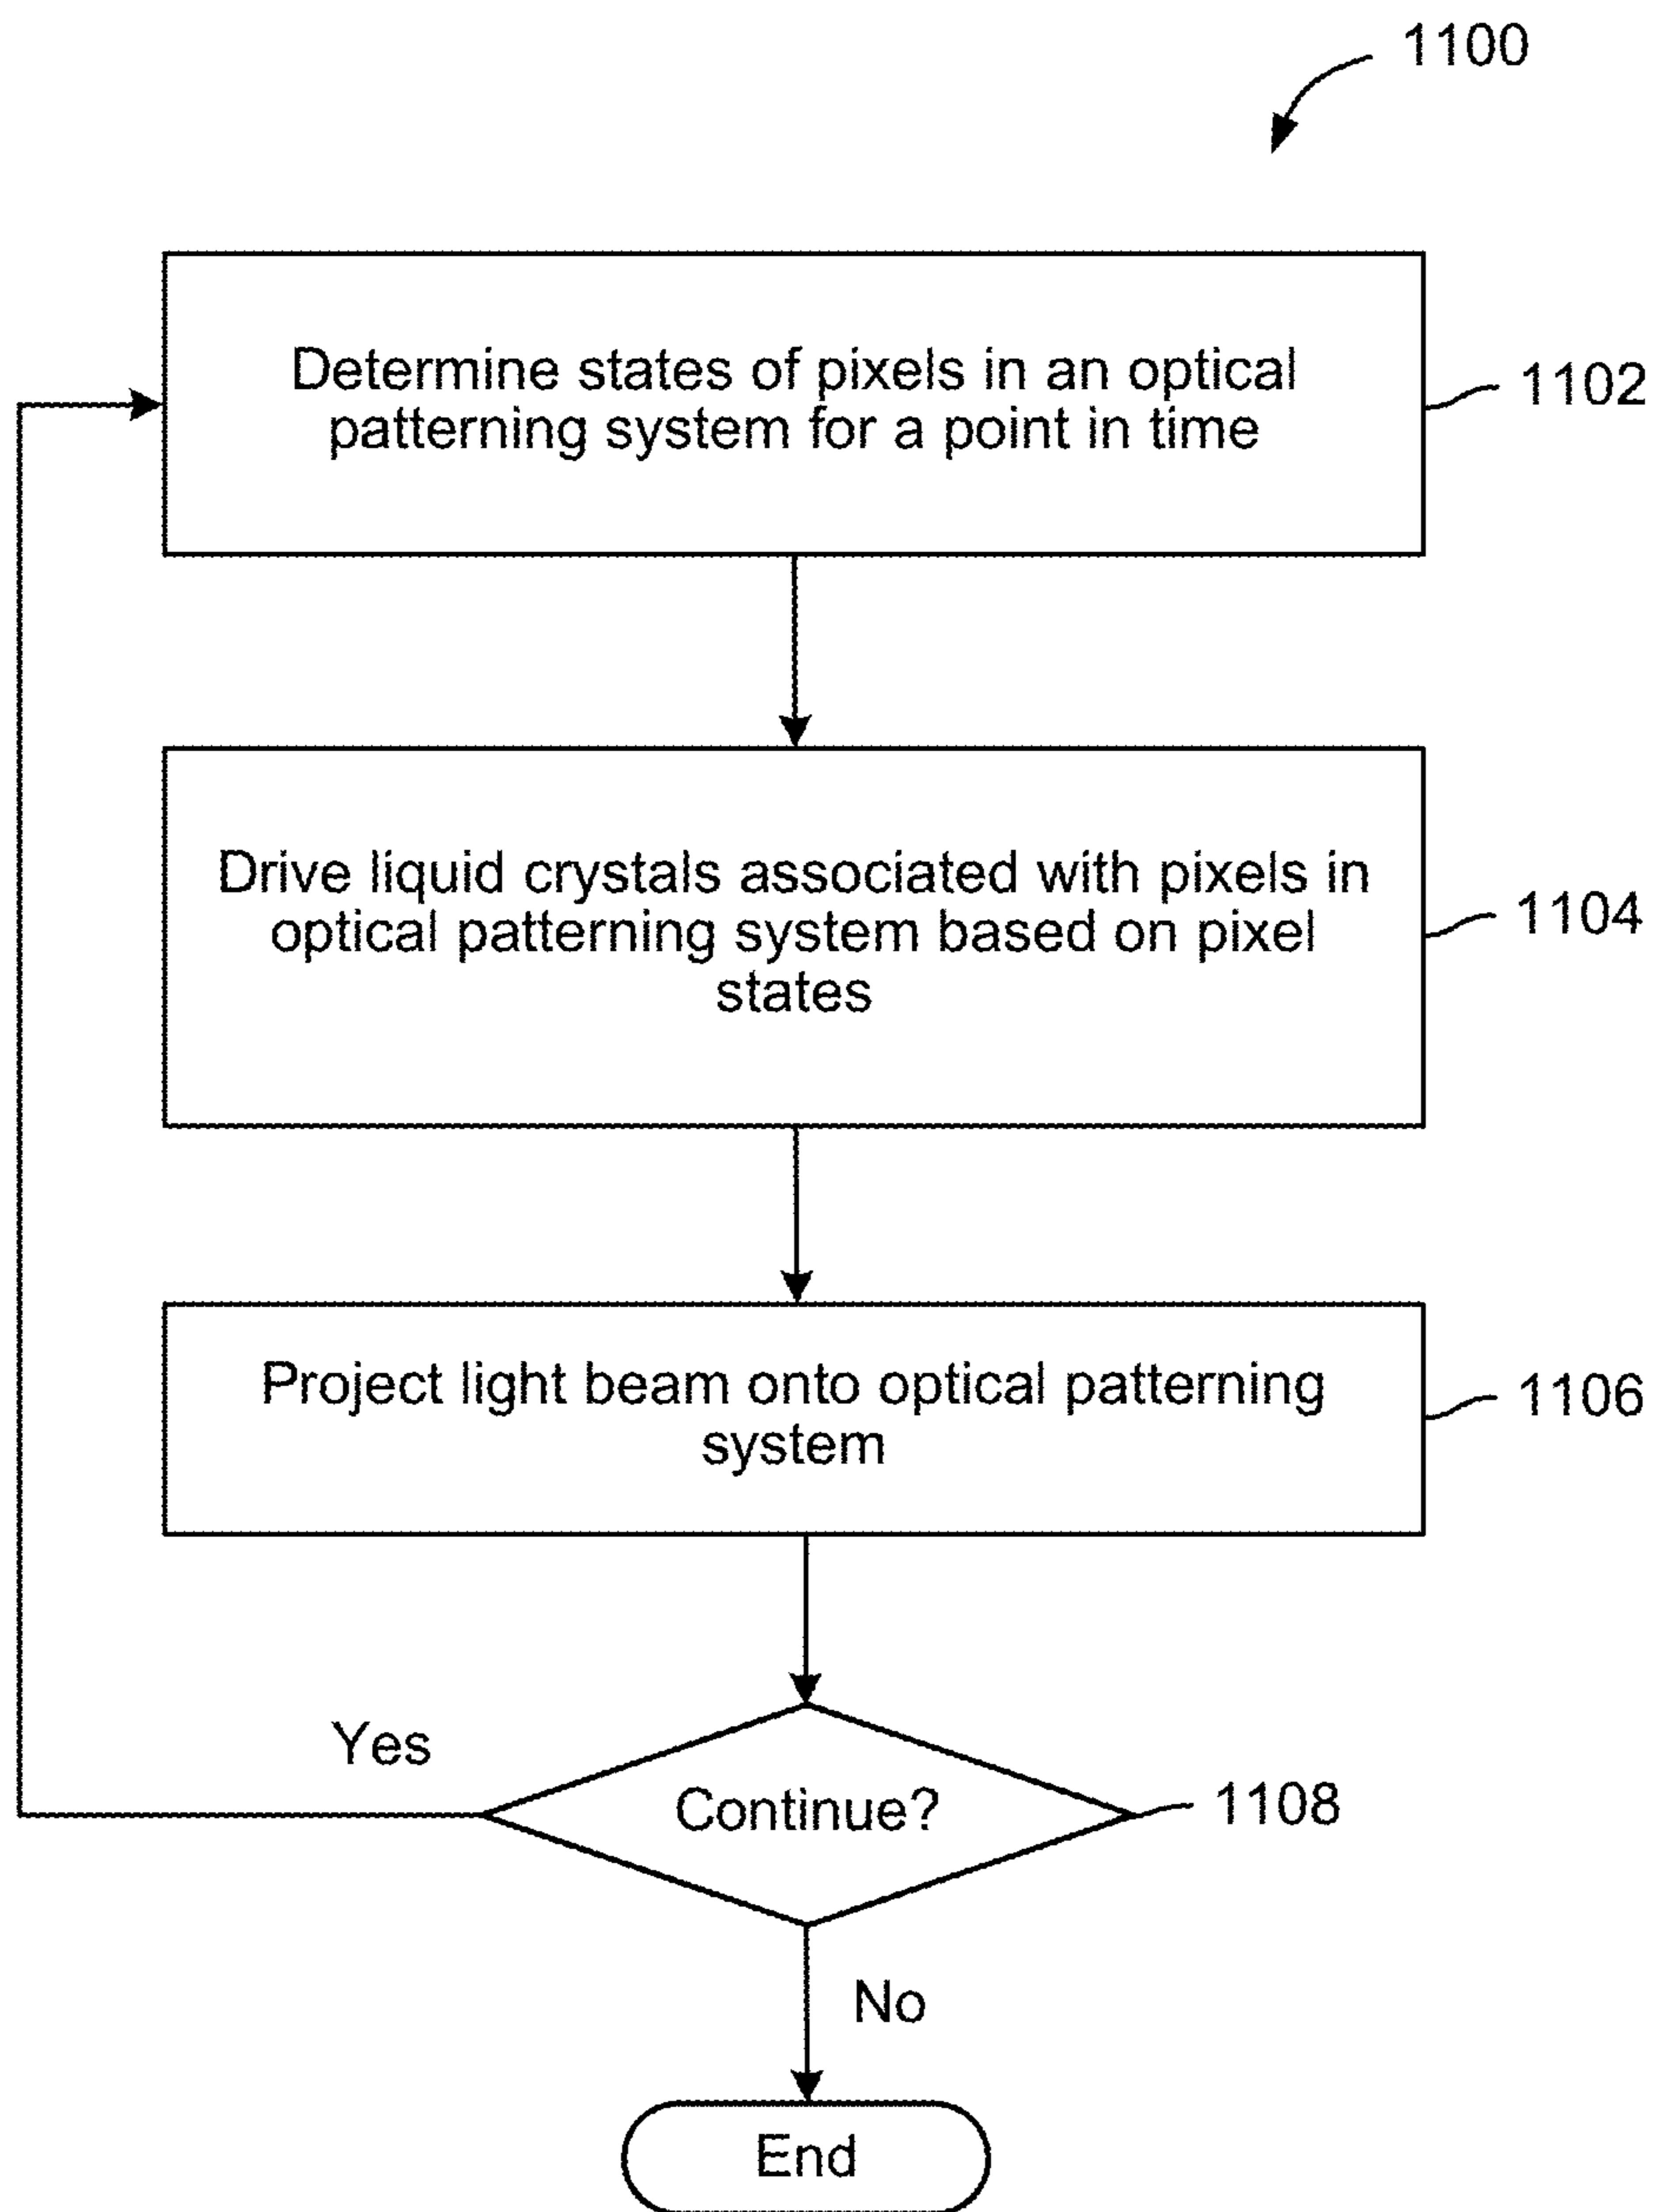 1100
Determine states of pixels in an optical
patterning system for a point in time
1102
Drive liquid crystals associated with pixels in
optical patterning system based on pixel
states
1104
Project light beam onto optical patterning
system
1106
Yes
Continue?
1108
No
End